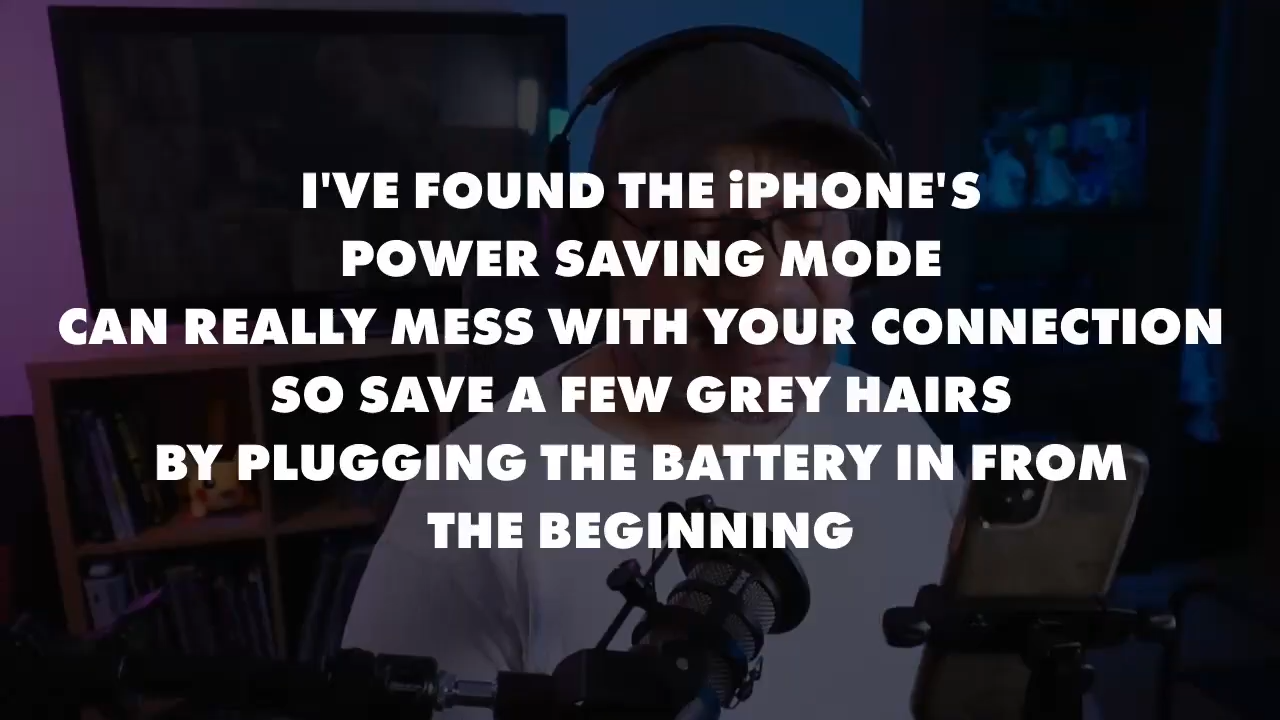 I'VE FOUND THE iPHONE'S
POWER SAVING MODE
CAN REALLY MESS WITH YOUR CONNECTION
SO SAVE A FEW GREY HAIRS
BY PLUGGING THE BATTERY IN FROM
THE BEGINNING